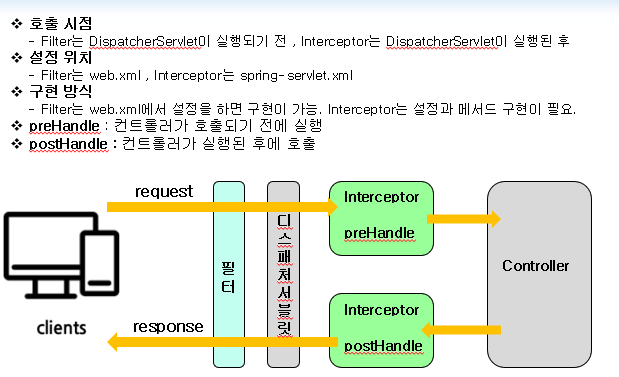 ❖ 호출 시점
- Filter는 DispatcherServlet이 실행되기 전 , Interceptor는 DispatcherServlet이 실행된 후
❖ 설정 위치
- Filter는 web.xml , Interceptor는 spring-servlet.xml
❖ 구현 방식
- Filter는 web.xml에서 설정을 하면 구현이 가능. Interceptor는 설정과 메서드 구현이 필요.
❖ preHandle : 컨트롤러가 호출되기 전에 실행
❖ postHandle : 컨트롤러가 실행된 후에 호출
request
Interceptor
preHandle
필터
디스패처서블릿
Controller
clients
response
Interceptor
postHandle